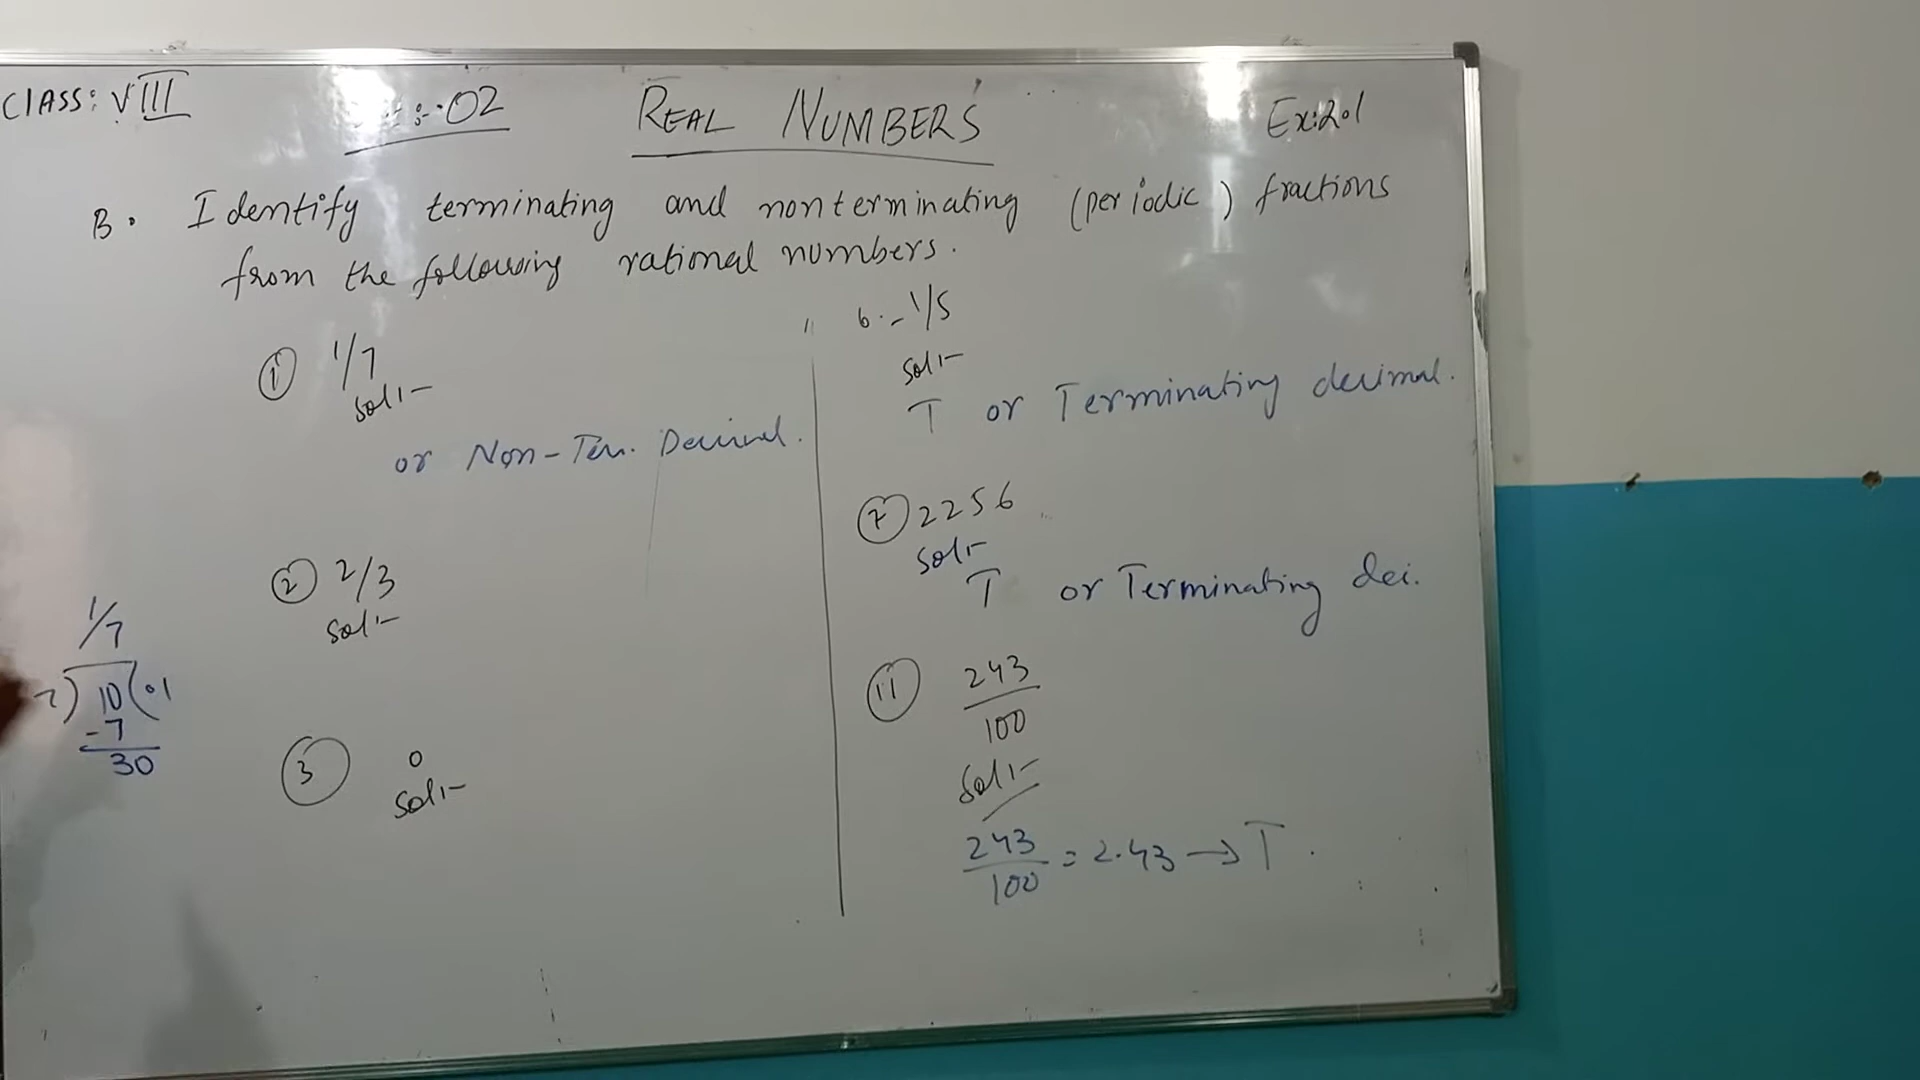 CLASS: VIII
:-02
REAL NUMBERS
Ex:2.1
B. Identify terminating and nonterminating (periodic) fractions
from the following rational numbers.
① 1/7
Sol:-
or Non-Ter. Decimal.
② 2/3
Sol:-
③ 0
Sol:-
1/7
7) 10 (.1
-7
30
6. -1/5
Sol:-
T or Terminating decimal.
⑦ 2256
Sol:-
T or Terminating dei.
⑪ 243
100
Sol:-
243
100 = 2.43 → T.